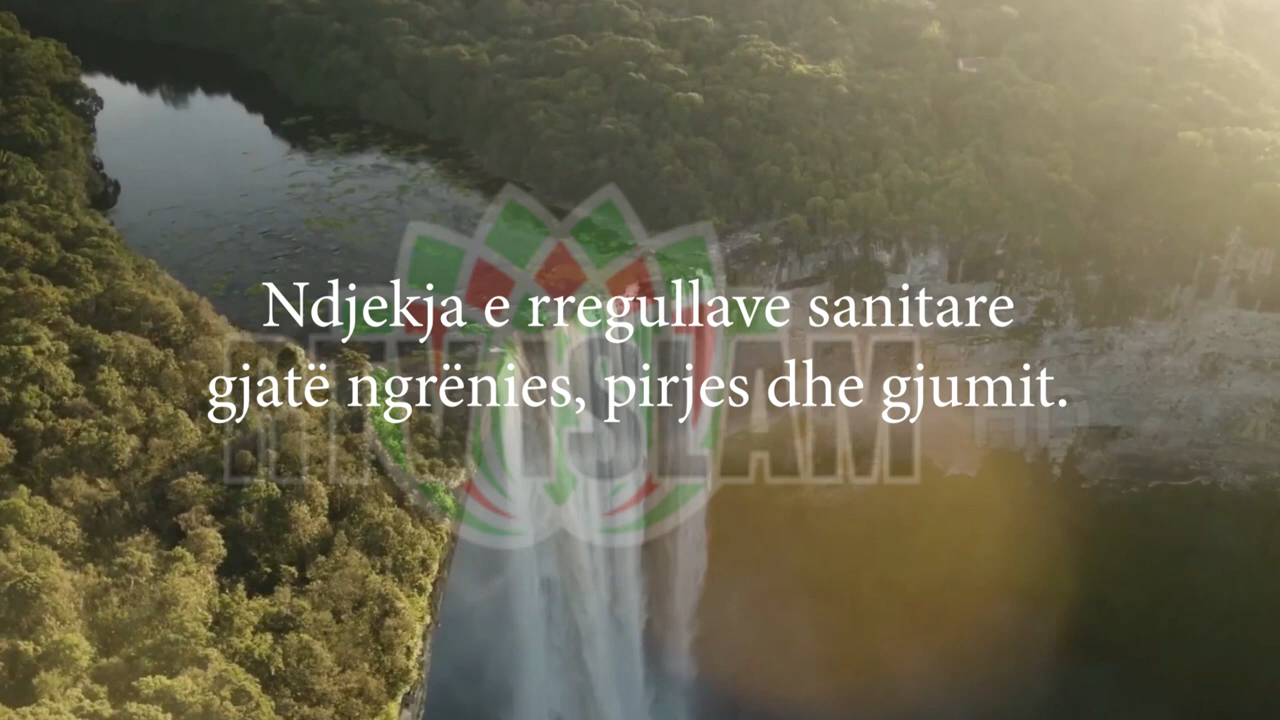 Ndjekja e rregullave sanitare
gjatë ngrënies, pirjes dhe gjumit.